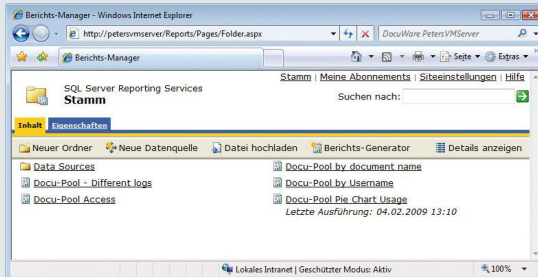 Berichts-Manager - Windows Internet Explorer
http://petersvmserver/Reports/Pages/Folder.aspx
DocuWare PetersVMServer
Berichts-Manager
Seite
Extras
Stamm | Meine Abonnements | Siteeinstellungen | Hilfe
SQL Server Reporting Services
Stamm
Suchen nach:
Inhalt Eigenschaften
Neuer Ordner Neue Datenquelle Datei hochladen Berichts-Generator Details anzeigen
Data Sources Docu-Pool by document name
Docu-Pool - Different logs Docu-Pool by Username
Docu-Pool Access Docu-Pool Pie Chart Usage
Letzte Ausführung: 04.02.2009 13:10
Lokales Intranet | Geschützter Modus: Aktiv 100%